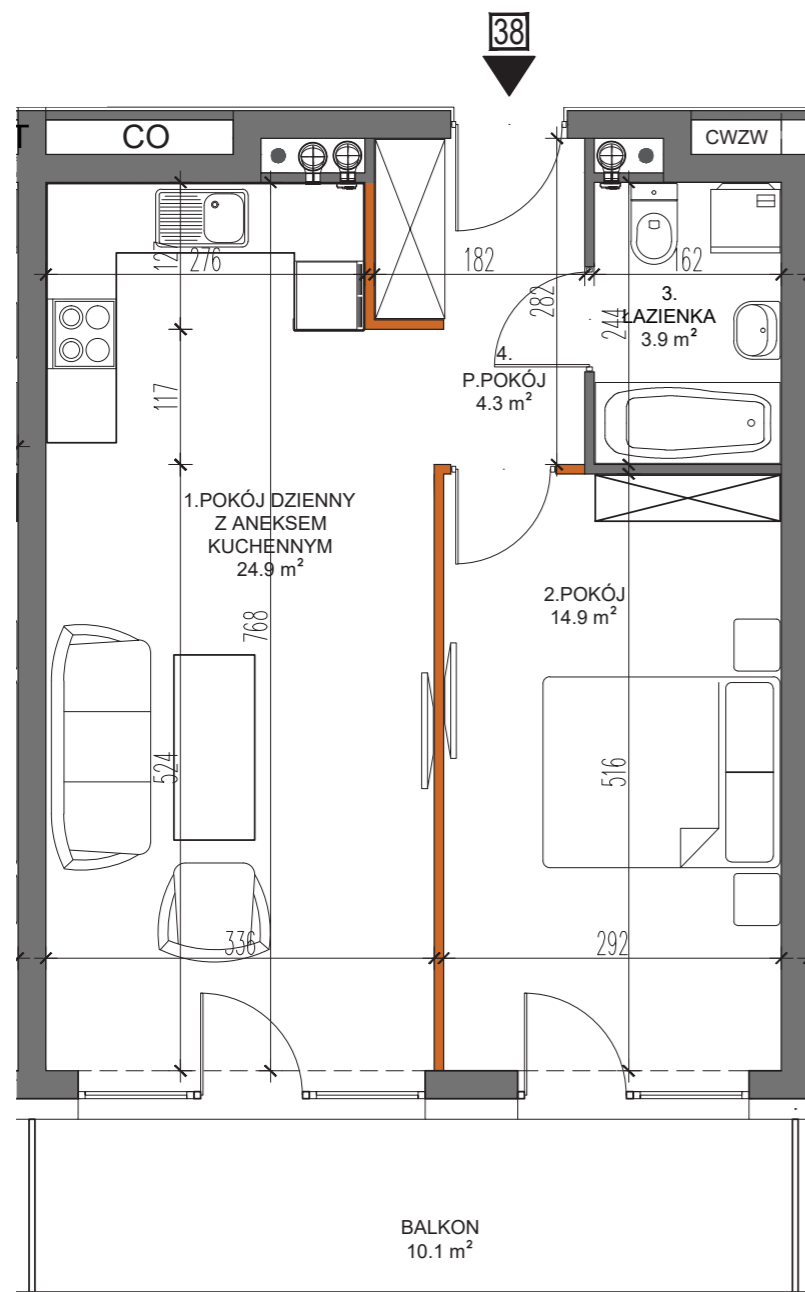 38
T
CO
CWZW
127
276
182
282
162
244
3.
ŁAZIENKA
3.9 m²
4.
P.POKÓJ
4.3 m²
117
1.POKÓJ DZIENNY
Z ANEKSEM
KUCHENNYM
24.9 m²
2.POKÓJ
14.9 m²
768
524
516
336
292
BALKON
10.1 m²